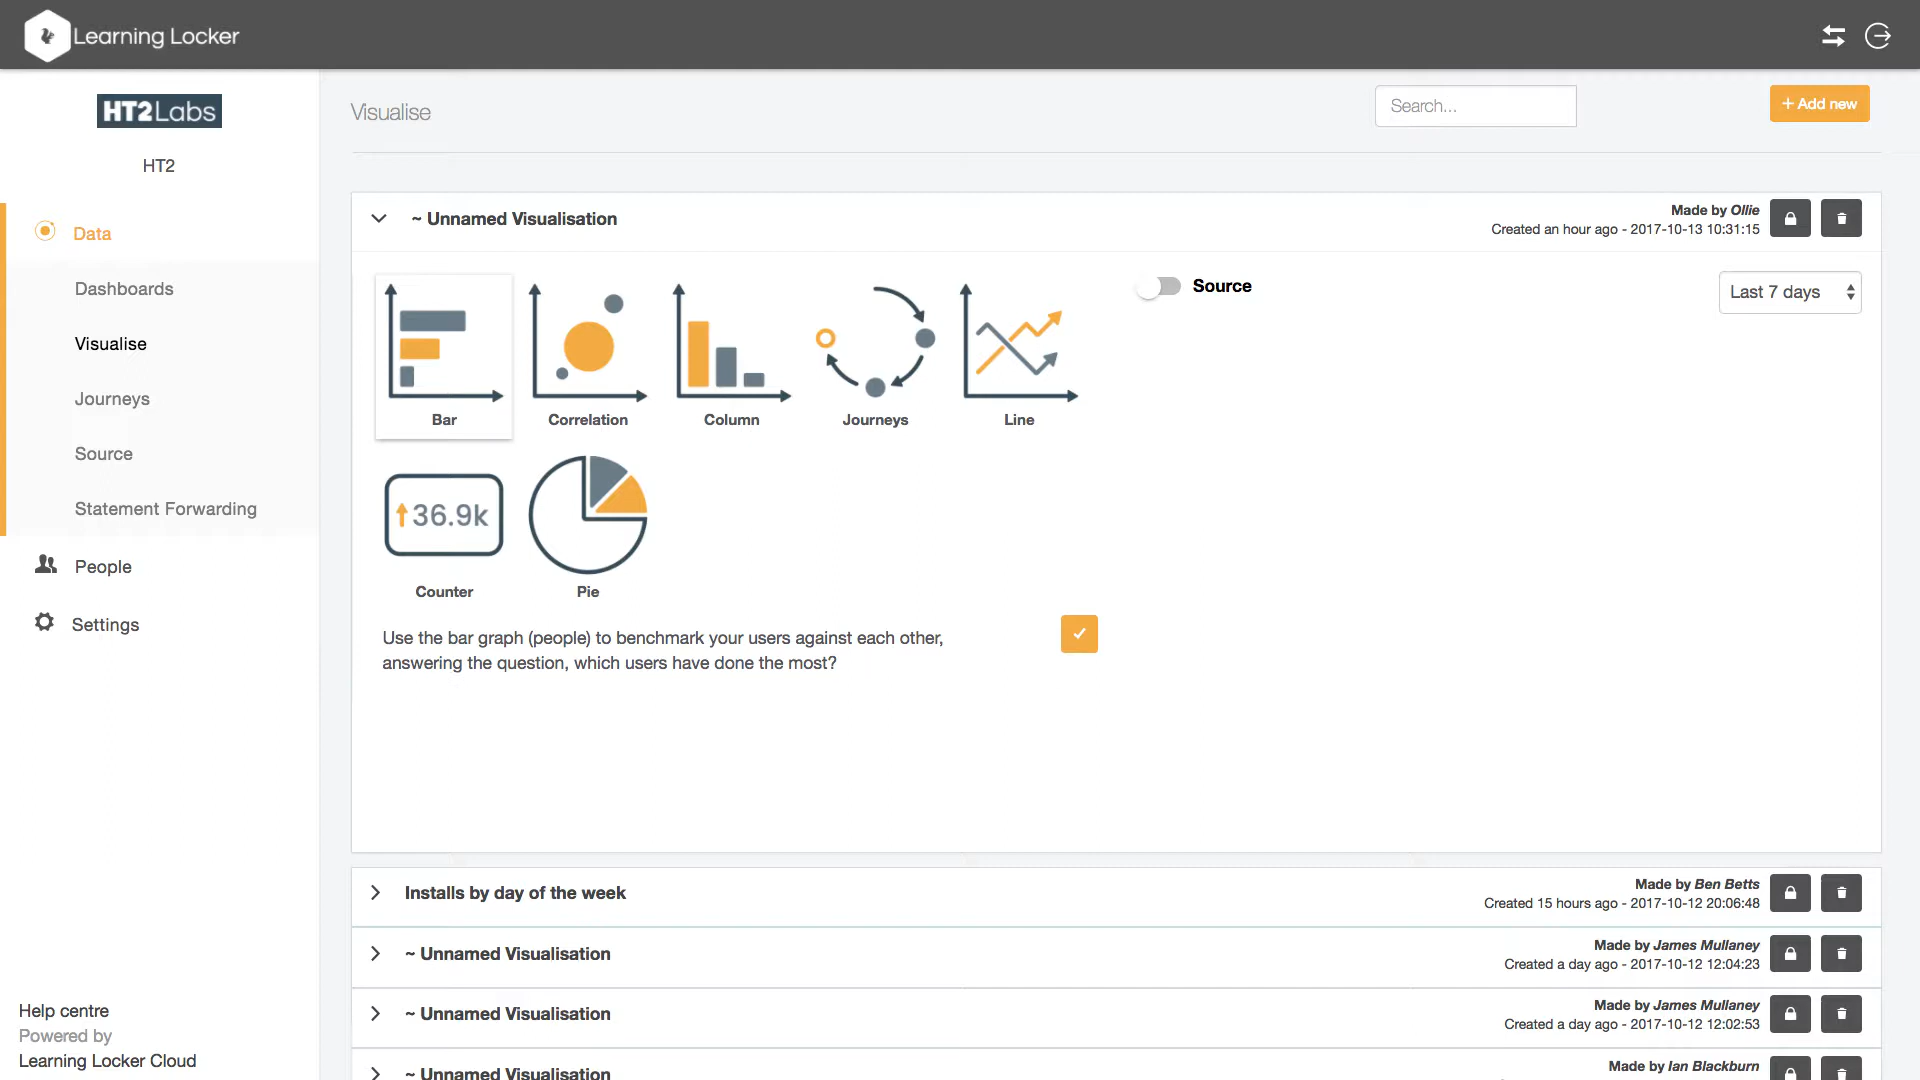 Learning Locker
HT2Labs
HT2
Data
Dashboards
Visualise
Journeys
Source
Statement Forwarding
People
Settings
Help centre
Powered by
Learning Locker Cloud
Visualise
Search...
+ Add new
~ Unnamed Visualisation
Made by Ollie
Created an hour ago - 2017-10-13 10:31:15
Bar
Correlation
Column
Journeys
Line
36.9k
Counter
Pie
Source
Last 7 days
Use the bar graph (people) to benchmark your users against each other,
answering the question, which users have done the most?
Installs by day of the week
Made by Ben Betts
Created 15 hours ago - 2017-10-12 20:06:48
~ Unnamed Visualisation
Made by James Mullaney
Created a day ago - 2017-10-12 12:04:23
~ Unnamed Visualisation
Made by James Mullaney
Created a day ago - 2017-10-12 12:02:53
~ Unnamed Visualisation
Made by Ian Blackburn